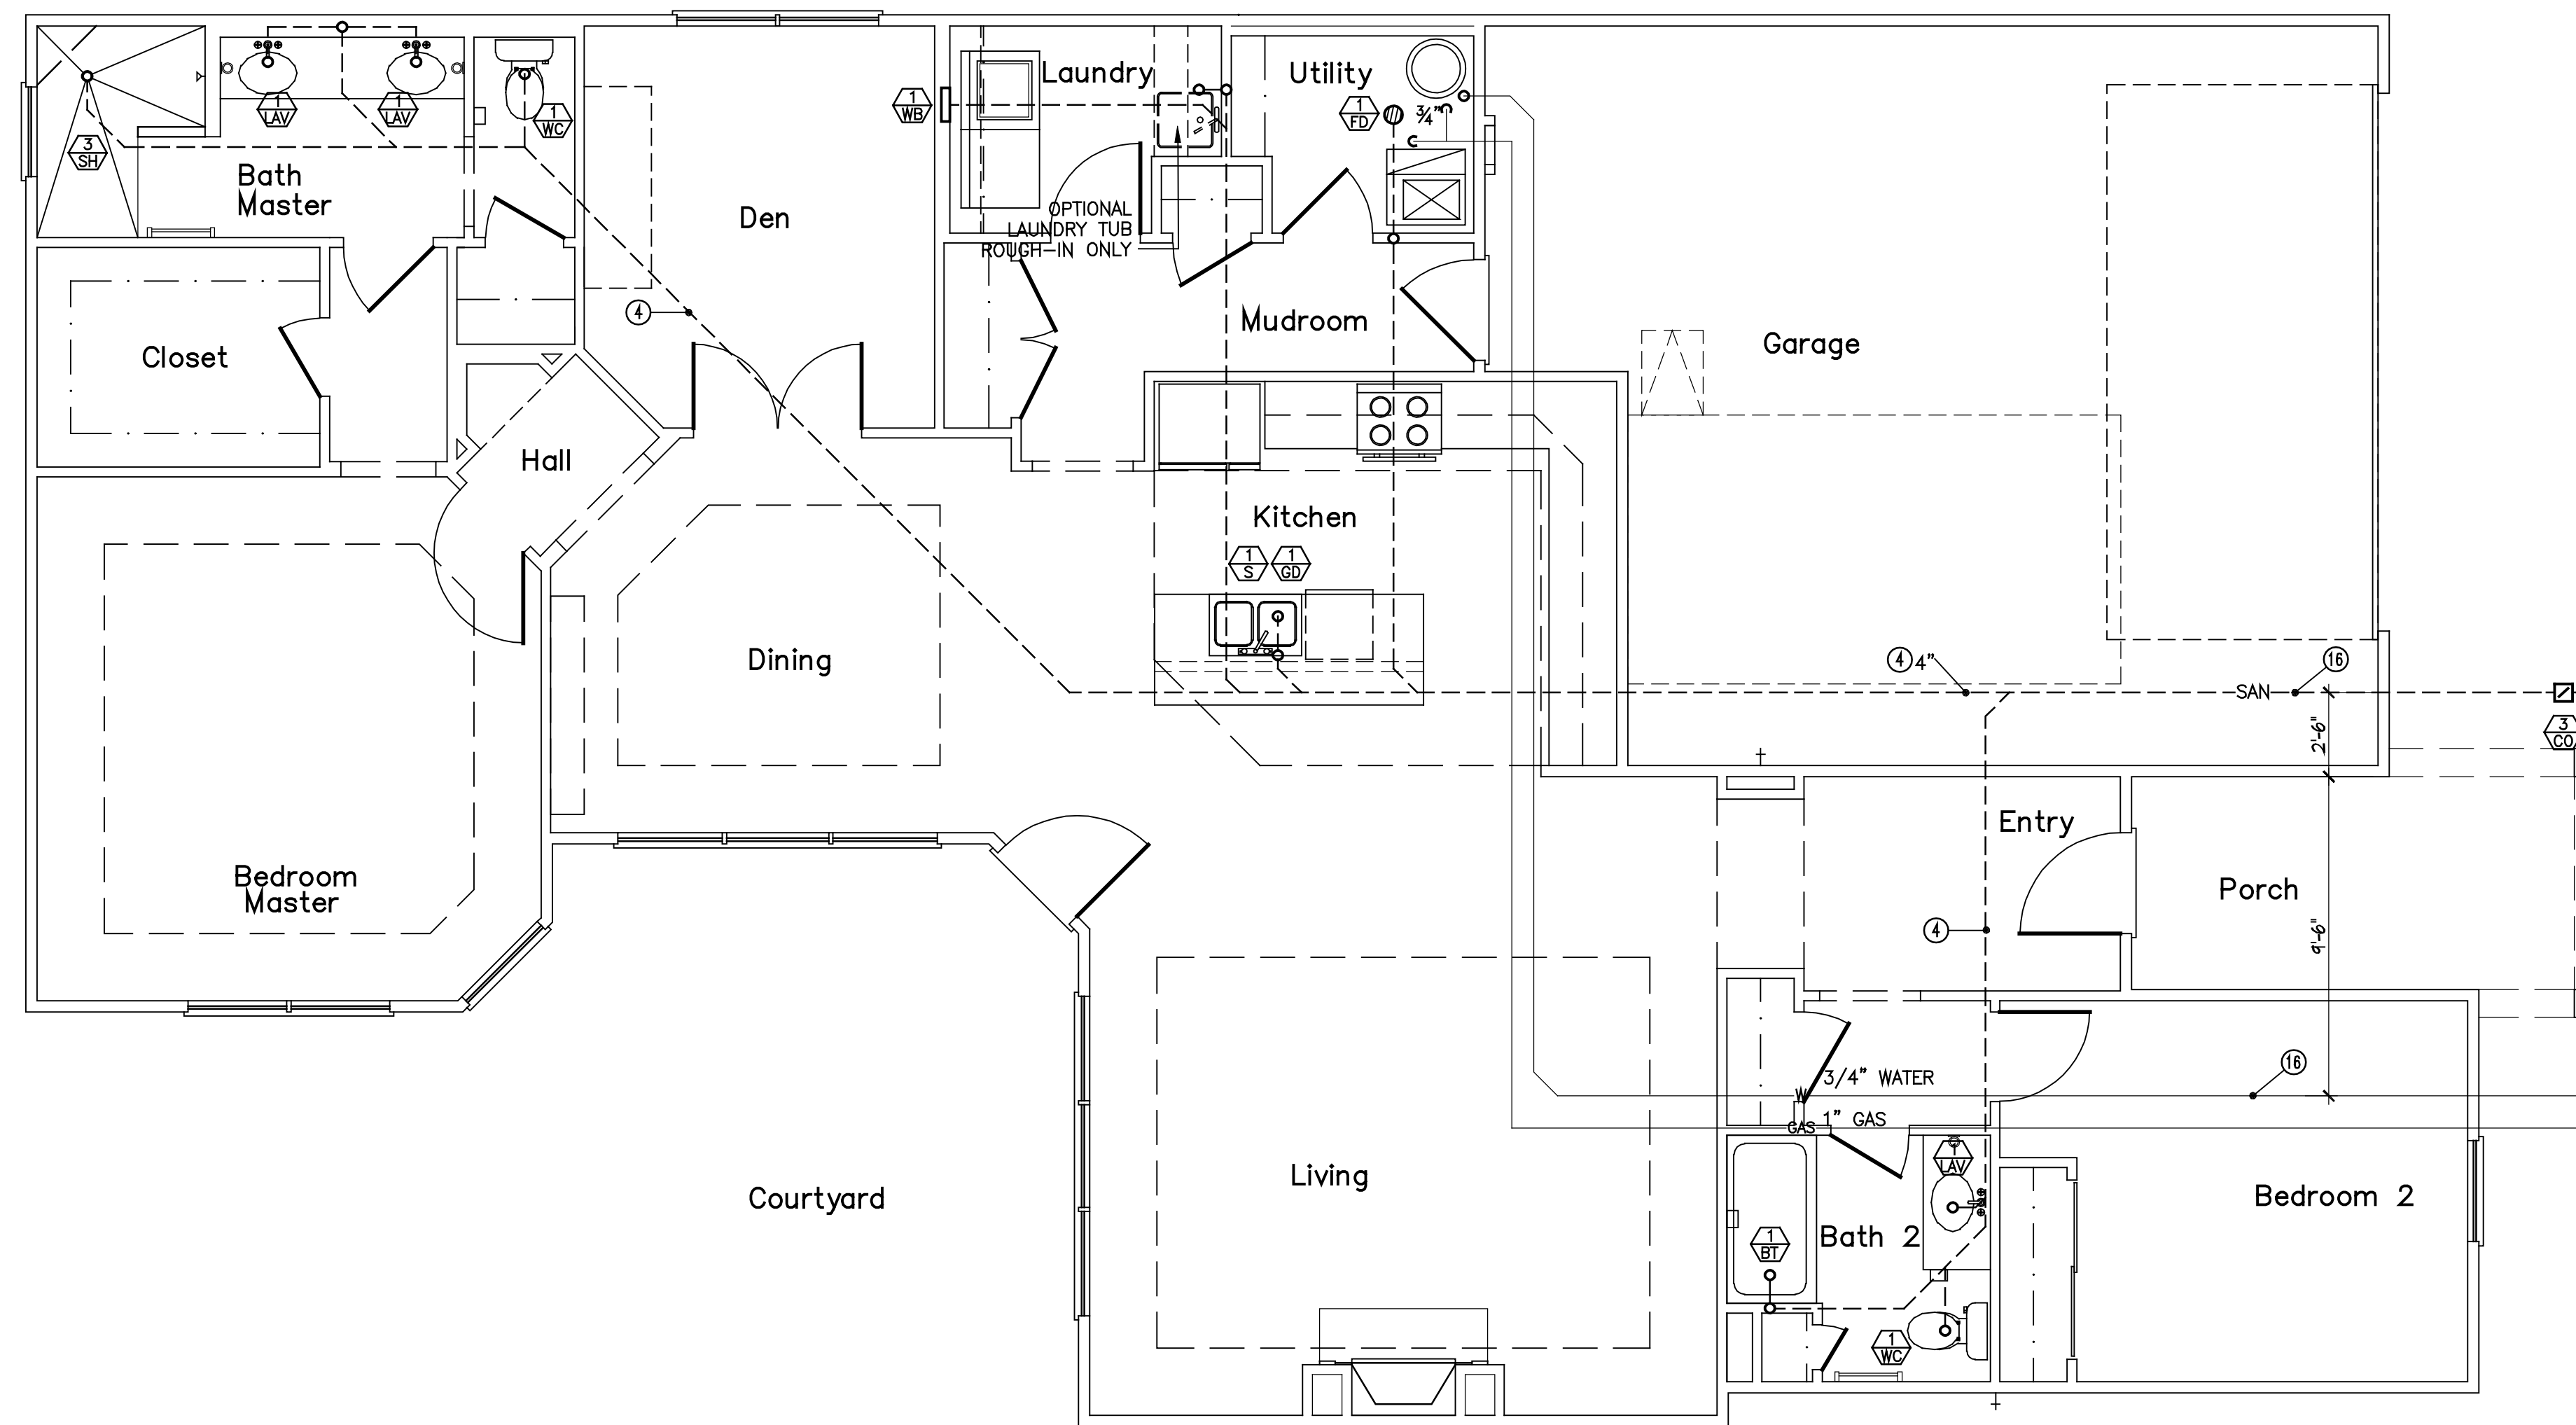 1
LAV
1
LAV
1
WC
3
SH
Bath
Master
Den
1
WB
Laundry
Utility
1
FD
3/4"
OPTIONAL
LAUNDRY TUB
ROUGH-IN ONLY
4
Mudroom
Garage
Closet
Hall
Kitchen
1
S
1
GD
Dining
4
4"
16
SAN
2'-6"
3
CO
Entry
Bedroom
Master
Porch
4
9'-6"
16
3/4" WATER
W
1" GAS
GAS
1
LAV
Living
Courtyard
Bedroom 2
Bath 2
1
BT
1
WC